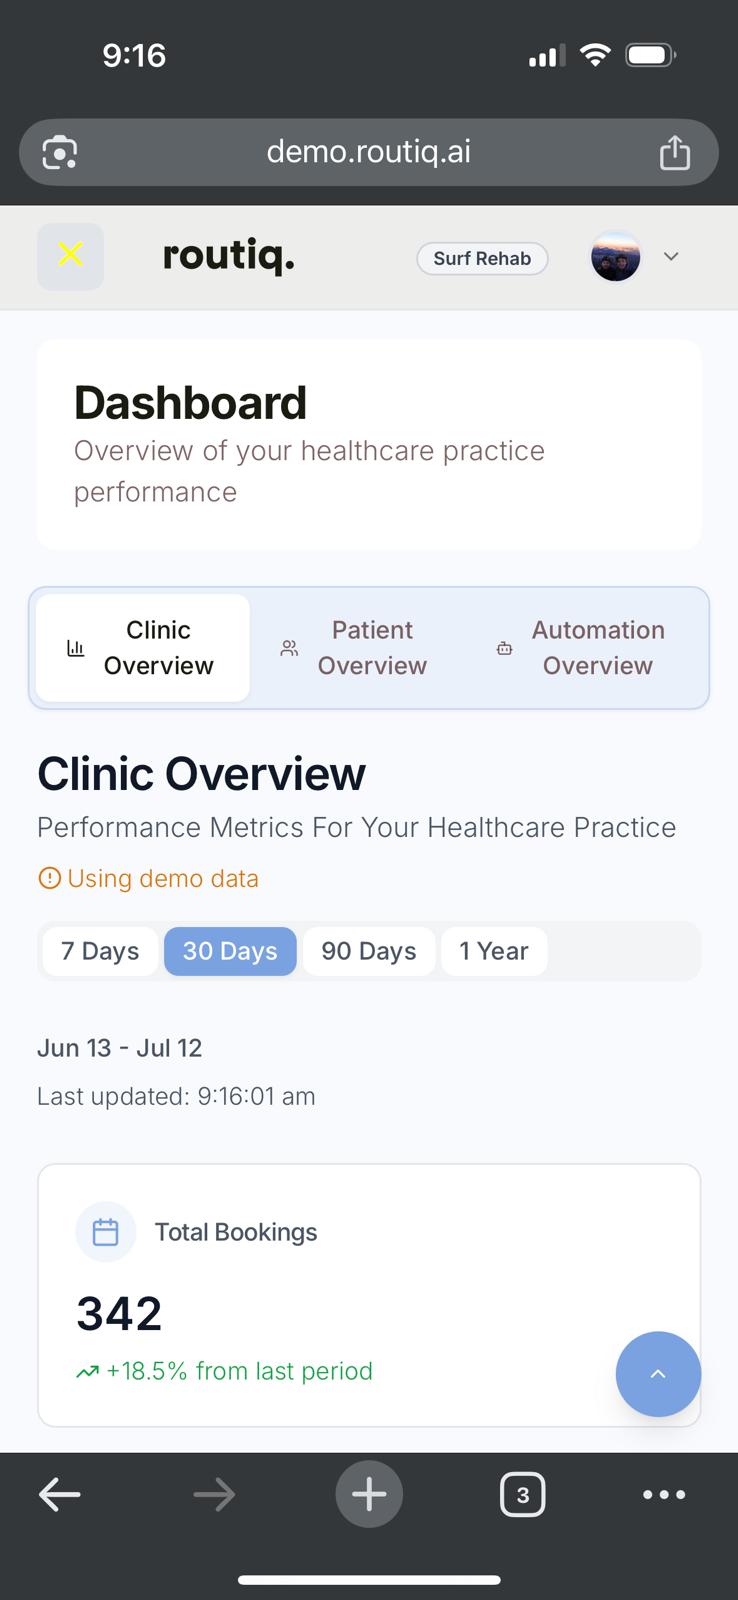 9:16
demo.routiq.ai
routiq.
Surf Rehab
Dashboard
Overview of your healthcare practice
performance
Clinic
Overview
Patient
Overview
Automation
Overview
Clinic Overview
Performance Metrics For Your Healthcare Practice
Using demo data
7 Days
30 Days
90 Days
1 Year
Jun 13 - Jul 12
Last updated: 9:16:01 am
Total Bookings
342
+18.5% from last period
3